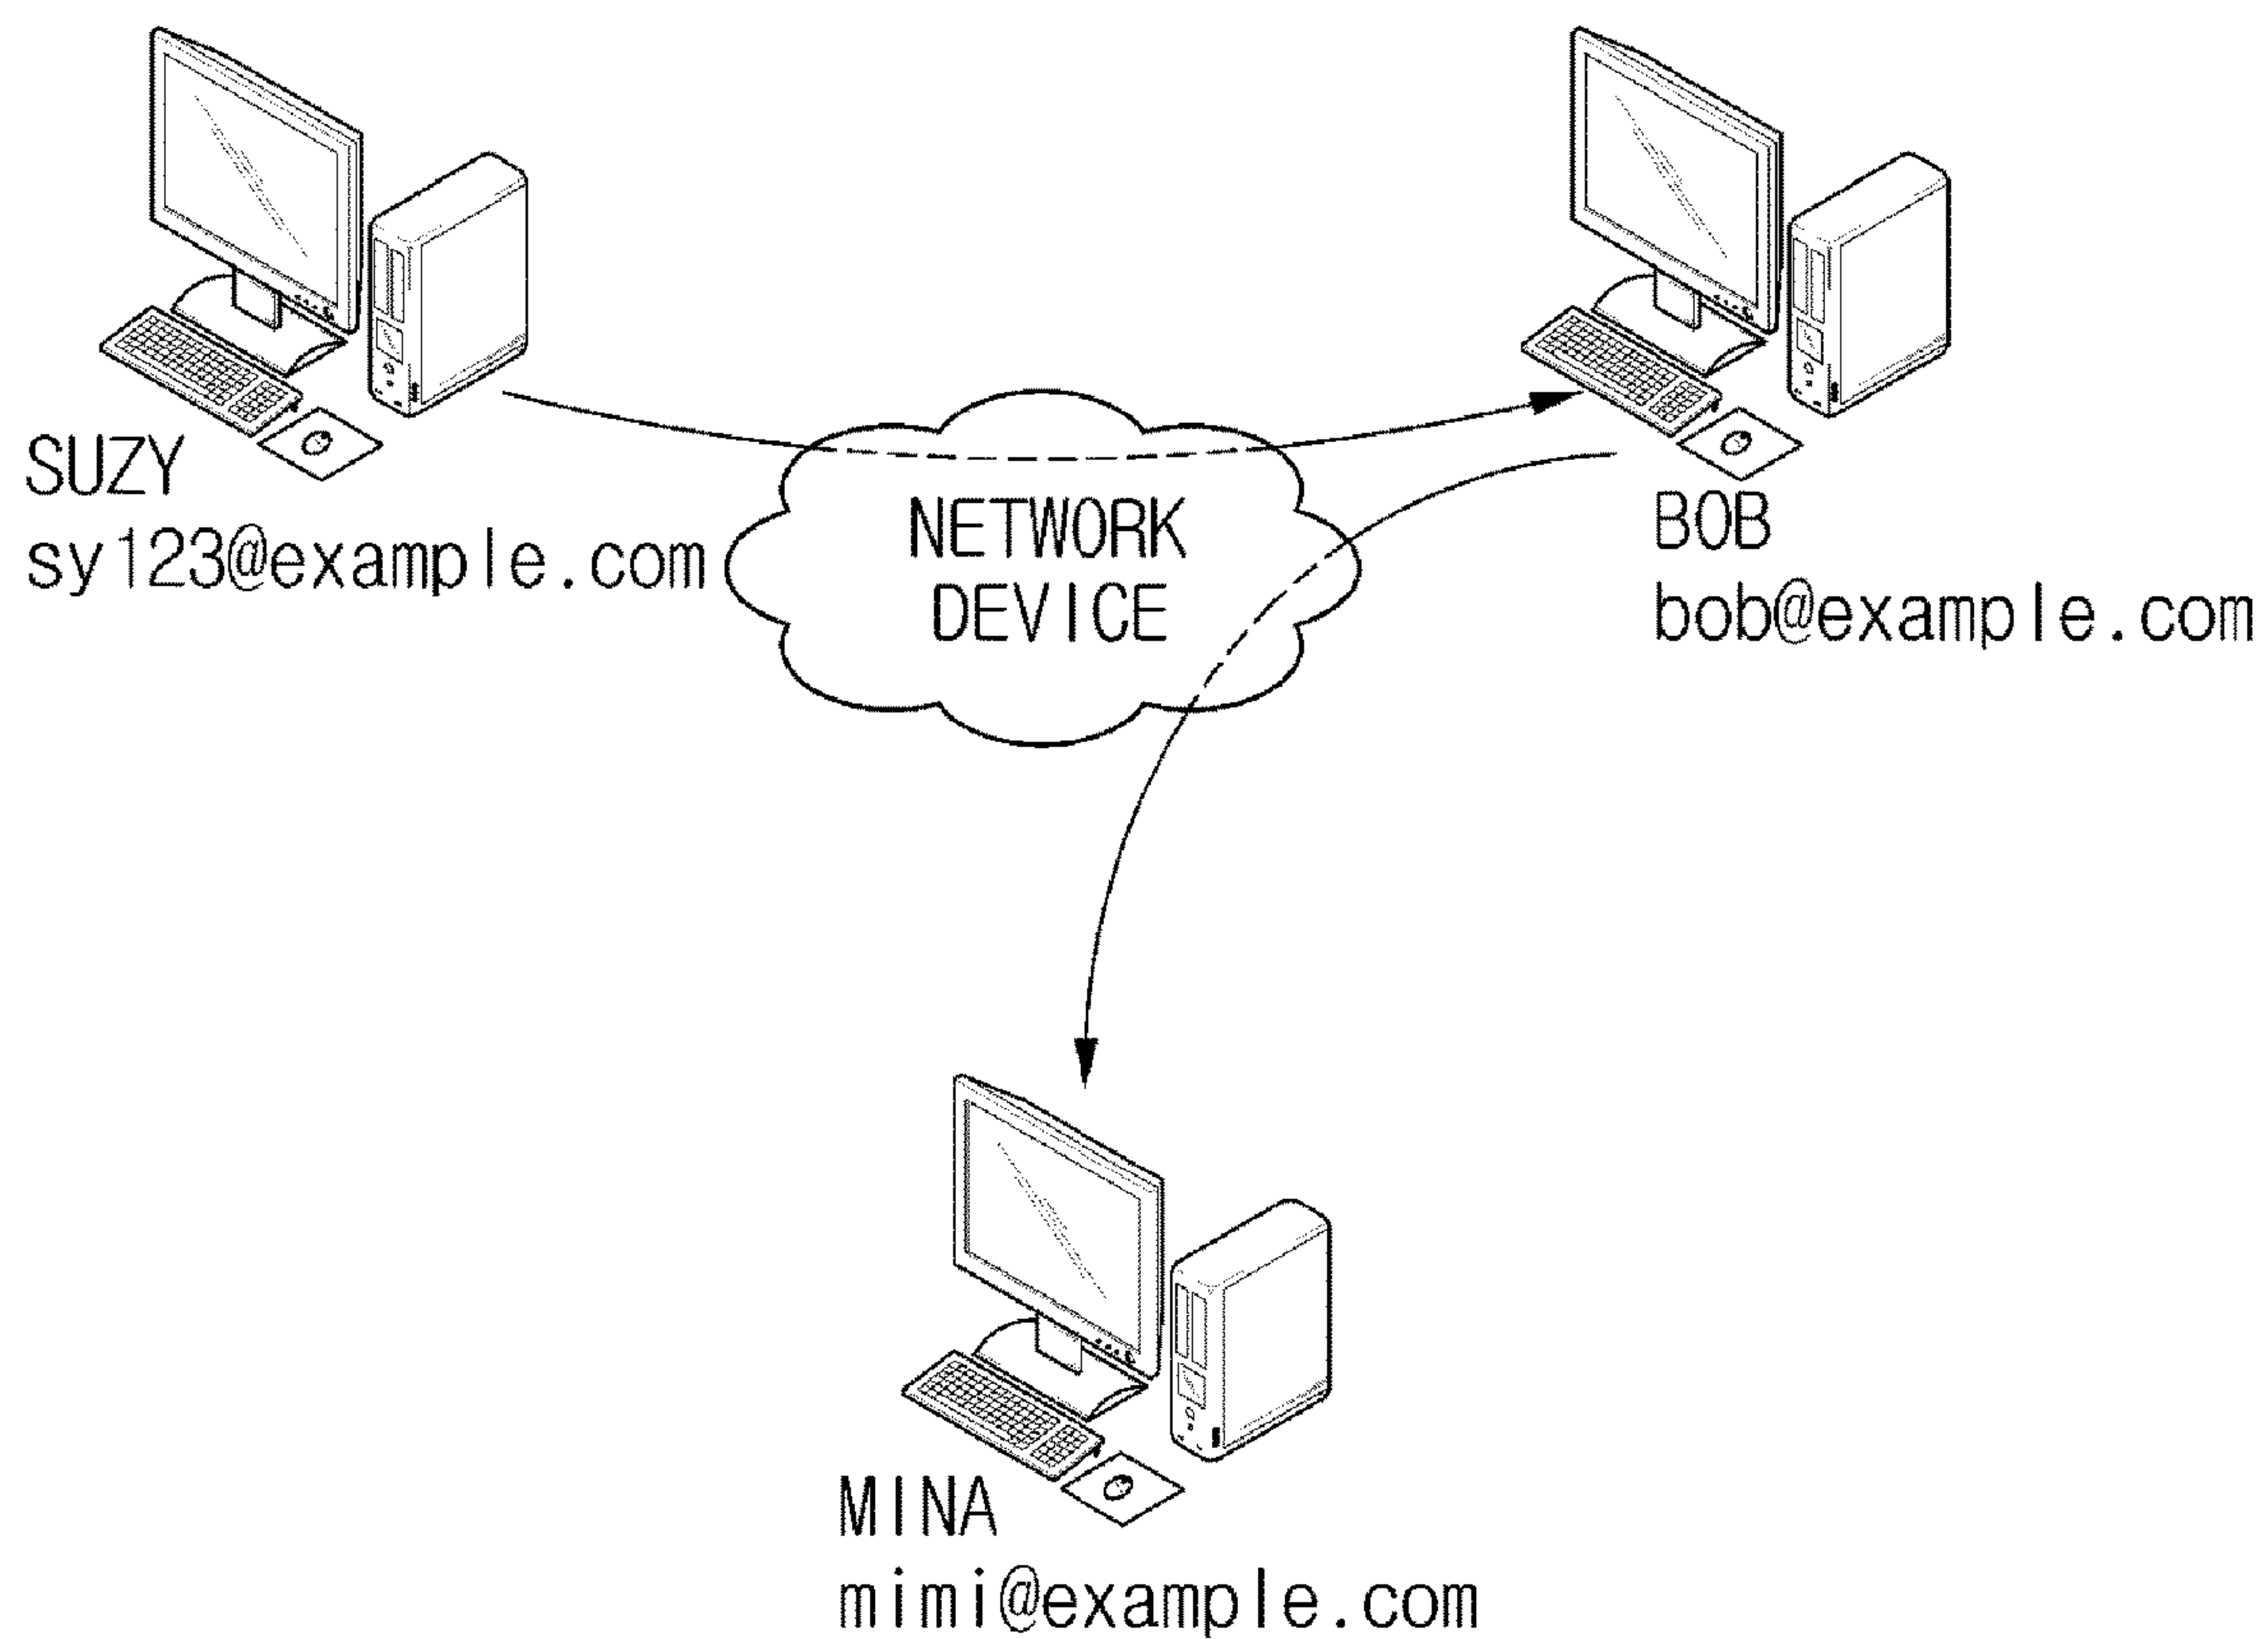 SUZY
sy123@example.com
NETWORK
DEVICE
BOB
bob@example.com
MINA
mimi@example.com